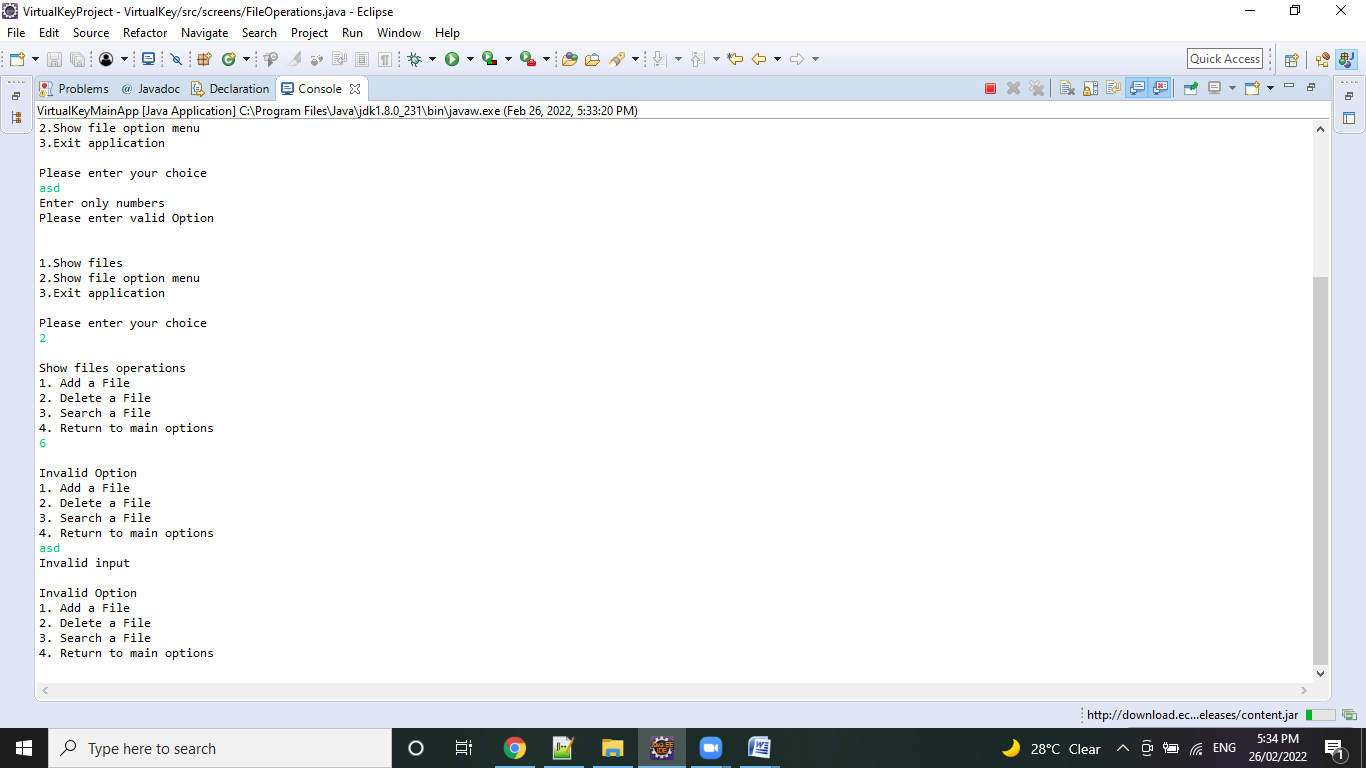 VirtualKeyProject - VirtualKey/src/screens/FileOperations.java - Eclipse
File Edit Source Refactor Navigate Search Project Run Window Help
Quick Access
Problems @ Javadoc Declaration Console
VirtualKeyMainApp [Java Application] C:\Program Files\Java\jdk1.8.0_231\bin\javaw.exe (Feb 26, 2022, 5:33:20 PM)
2.Show file option menu
3.Exit application
Please enter your choice
asd
Enter only numbers
Please enter valid Option
1.Show files
2.Show file option menu
3.Exit application
Please enter your choice
2
Show files operations
1. Add a File
2. Delete a File
3. Search a File
4. Return to main options
6
Invalid Option
1. Add a File
2. Delete a File
3. Search a File
4. Return to main options
asd
Invalid input
Invalid Option
1. Add a File
2. Delete a File
3. Search a File
4. Return to main options
http://download.ec...eleases/content.jar
Type here to search
28°C Clear
ENG
5:34 PM
26/02/2022
1